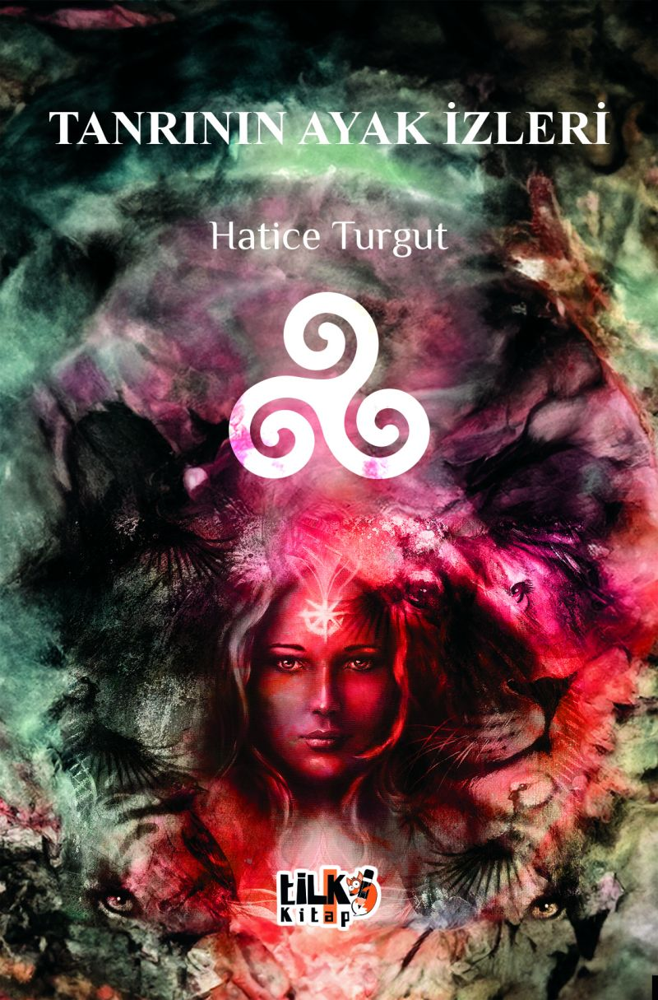 TANRININ AYAK İZLERİ
Hatice Turgut
tiLKi
Kitap